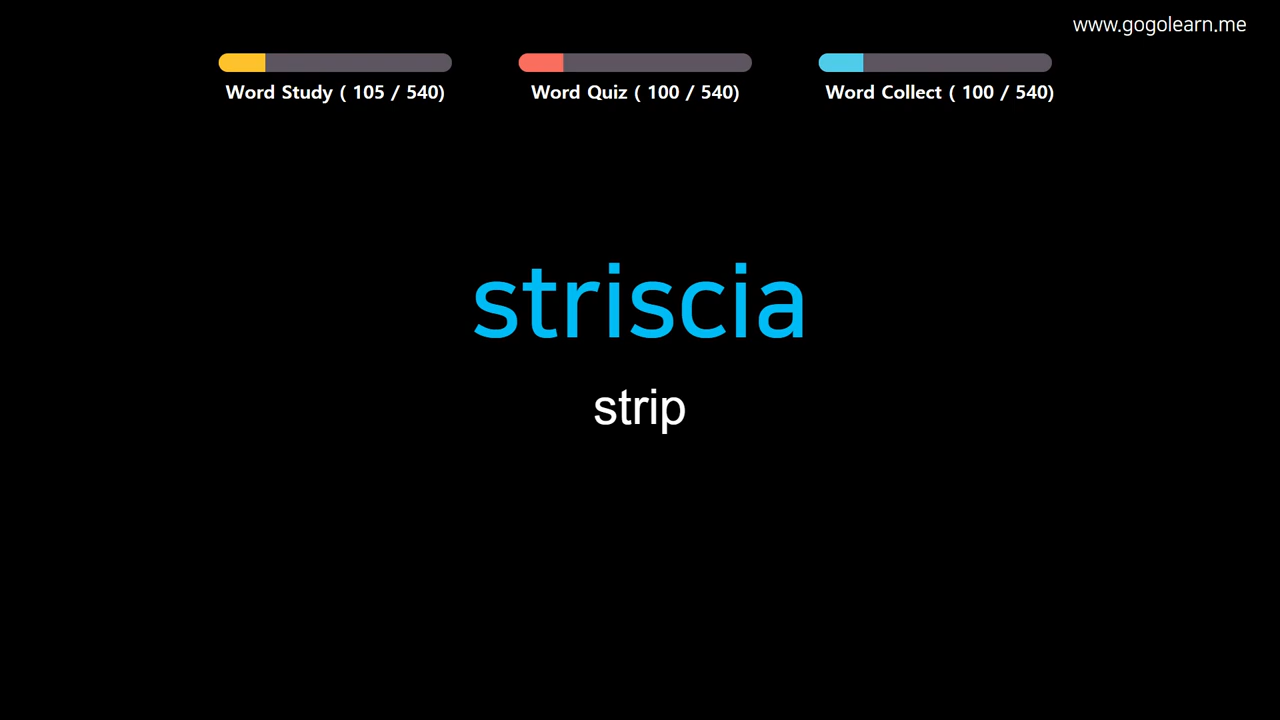 www.gogolearn.me
Word Study ( 105 / 540)
Word Quiz ( 100 / 540)
Word Collect ( 100 / 540)
striscia
strip